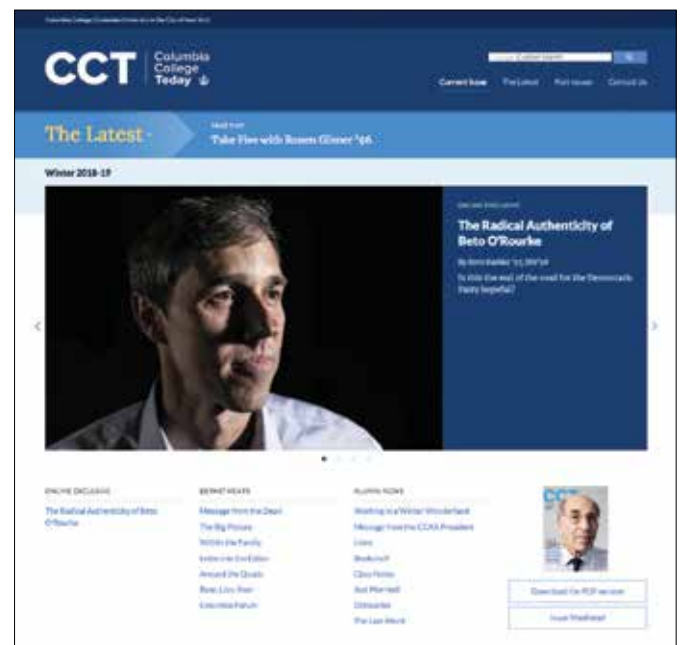 CCT
Columbia
College
Today
Current Issue The Latest Past Issues Contact Us
The Latest
Take Five with
Winter 2018-19
ONLINE EXCLUSIVE
The Radical Authenticity of
Beto O'Rourke
Is this the end of the road for the Democratic
Party hopeful?
ONLINE EXCLUSIVE
The Radical Authenticity of Beto
O'Rourke
DEPARTMENTS
Message from the Dean
The Big Picture
Within the Family
Letters to the Editor
Around the Quads
Roar, Lion, Roar
Columbia Forum
ALUMNI NEWS
Working in a Winter Wonderland
Message from the CCAA President
Lions
Bookshelf
Class Notes
Just Married!
Obituaries
The Last Word
CCT
Download the PDF version
Issue Masthead